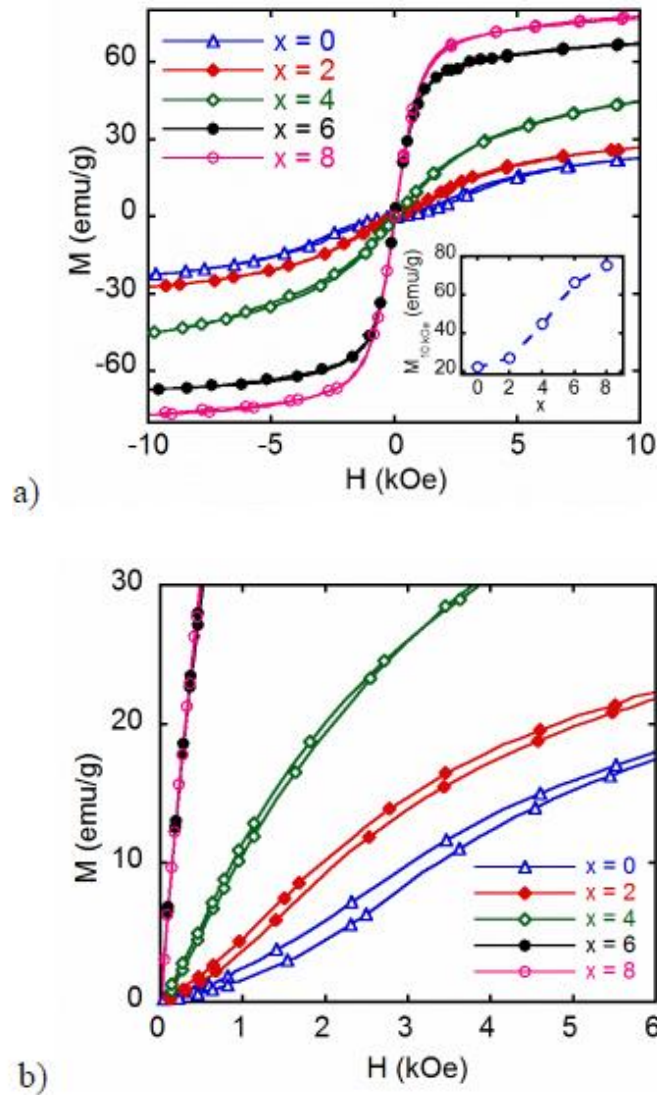 60
30
0
-30
-60
M (emu/g)
x = 0
x = 2
x = 4
x = 6
x = 8
80
60
40
20
M10 kOe (emu/g)
0 2 4 6 8
x
-10 -5 0 5 10
H (kOe)
a)
30
20
10
0
M (emu/g)
x = 0
x = 2
x = 4
x = 6
x = 8
0 1 2 3 4 5 6
H (kOe)
b)